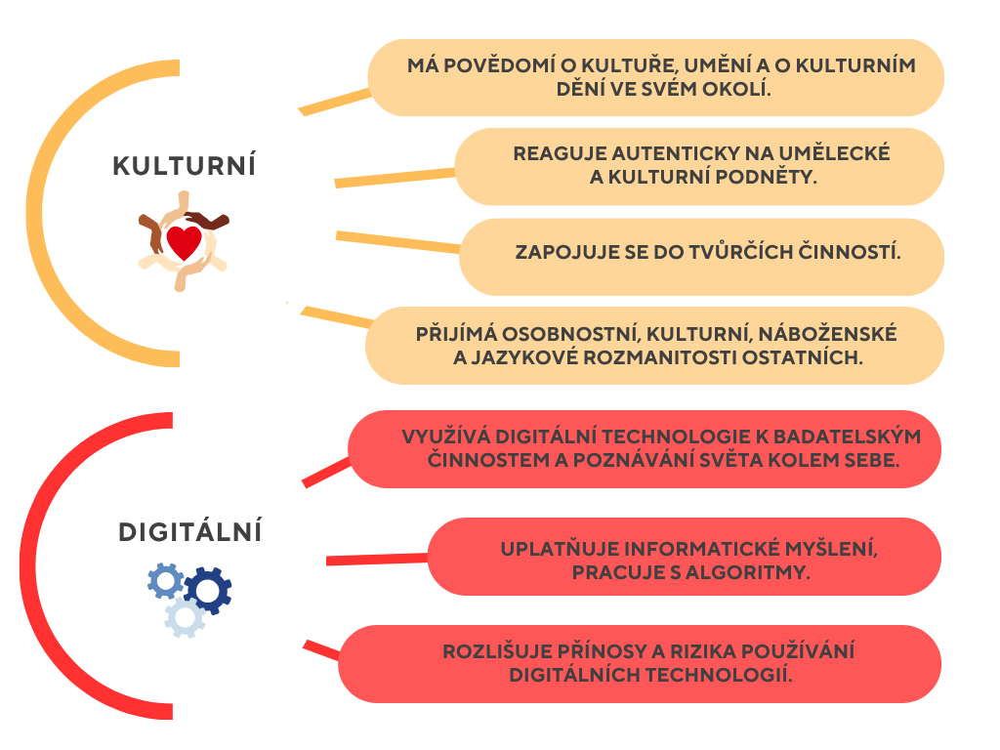 KULTURNÍ
MÁ POVĚDOMÍ O KULTUŘE, UMĚNÍ A O KULTURNÍM
DĚNÍ VE SVÉM OKOLÍ.
REAGUJE AUTENTICKY NA UMĚLECKÉ
A KULTURNÍ PODNĚTY.
ZAPOJUJE SE DO TVŮRČÍCH ČINNOSTÍ.
PŘIJÍMÁ OSOBNOSTNÍ, KULTURNÍ, NÁBOŽENSKÉ
A JAZYKOVÉ ROZMANITOSTI OSTATNÍCH.
DIGITÁLNÍ
VYUŽÍVÁ DIGITÁLNÍ TECHNOLOGIE K BADATELSKÝM
ČINNOSTEM A POZNÁVÁNÍ SVĚTA KOLEM SEBE.
UPLATŇUJE INFORMATICKÉ MYŠLENÍ,
PRACUJE S ALGORITMY.
ROZLIŠUJE PŘÍNOSY A RIZIKA POUŽÍVÁNÍ
DIGITÁLNÍCH TECHNOLOGIÍ.